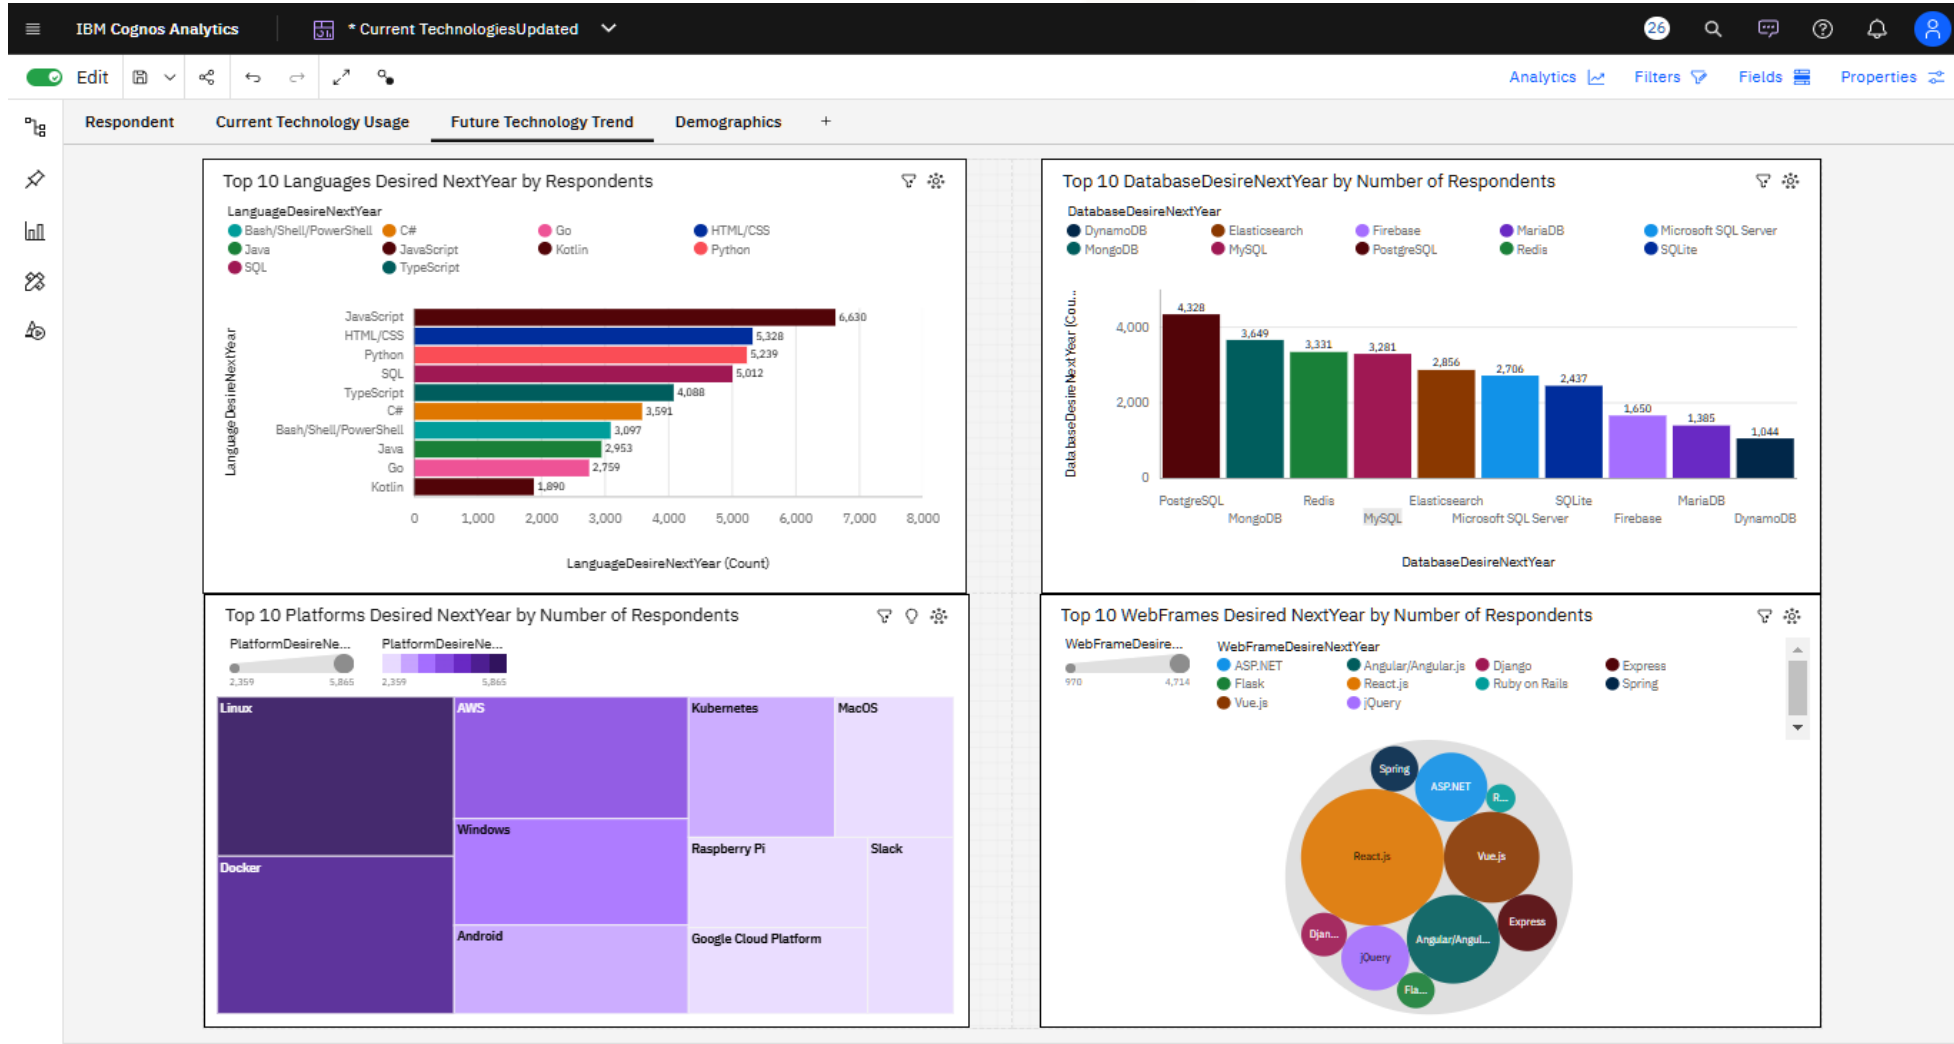 IBM Cognos Analytics
* Current TechnologiesUpdated
26
Edit
Analytics
Filters
Fields
Properties
Respondent
Current Technology Usage
Future Technology Trend
Demographics
+
Top 10 Languages Desired NextYear by Respondents
LanguageDesireNextYear
Bash/Shell/PowerShell C# Go HTML/CSS
Java JavaScript Kotlin Python
SQL TypeScript
LanguageDesireNextYear
JavaScript 6,630
HTML/CSS 5,328
Python 5,239
SQL 5,012
TypeScript 4,088
C# 3,591
Bash/Shell/PowerShell 3,097
Java 2,953
Go 2,759
Kotlin 1,890
0 1,000 2,000 3,000 4,000 5,000 6,000 7,000 8,000
LanguageDesireNextYear (Count)
Top 10 DatabaseDesireNextYear by Number of Respondents
DatabaseDesireNextYear
DynamoDB Elasticsearch Firebase MariaDB Microsoft SQL Server
MongoDB MySQL PostgreSQL Redis SQLite
DatabaseDesireNextYear (Cou...
4,000
2,000
0
4,328
3,649
3,331
3,281
2,856
2,706
2,437
1,650
1,385
1,044
PostgreSQL Redis Elasticsearch SQLite MariaDB
MongoDB MySQL Microsoft SQL Server Firebase DynamoDB
DatabaseDesireNextYear
Top 10 Platforms Desired NextYear by Number of Respondents
PlatformDesireNe... PlatformDesireNe...
2,359 5,865 2,359 5,865
Linux
AWS
Kubernetes
MacOS
Windows
Raspberry Pi
Slack
Docker
Android
Google Cloud Platform
Top 10 WebFrames Desired NextYear by Number of Respondents
WebFrameDesire... WebFrameDesireNextYear
970 4,714
ASP.NET Angular/Angular.js Django Express
Flask React.js Ruby on Rails Spring
Vue.js jQuery
Spring
ASP.NET
R...
React.js
Vue.js
Express
Djan...
Angular/Angul...
jQuery
Fla...